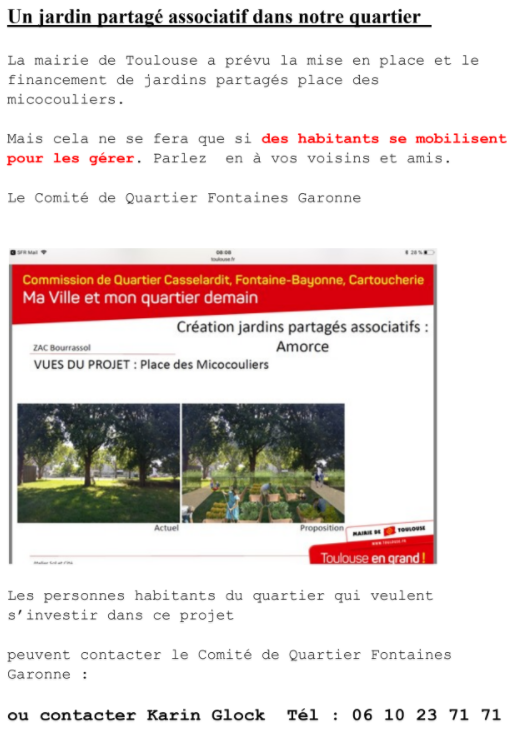 Un jardin partagé associatif dans notre quartier
La mairie de Toulouse a prévu la mise en place et le
financement de jardins partagés place des
micocouliers.
Mais cela ne se fera que si des habitants se mobilisent
pour les gérer. Parlez en à vos voisins et amis.
Le Comité de Quartier Fontaines Garonne
SFR Mail
08:08
28 %
toulouse.fr
Commission de Quartier Casselardit, Fontaine-Bayonne, Cartoucherie
Ma Ville et mon quartier demain
Création jardins partagés associatifs :
Amorce
ZAC Bourrassol
VUES DU PROJET : Place des Micocouliers
Actuel
Proposition
MAIRIE DE TOULOUSE
WWW.TOULOUSE.FR
Toulouse en grand !
Les personnes habitants du quartier qui veulent
s’investir dans ce projet
peuvent contacter le Comité de Quartier Fontaines
Garonne :
ou contacter Karin Glock Tél : 06 10 23 71 71